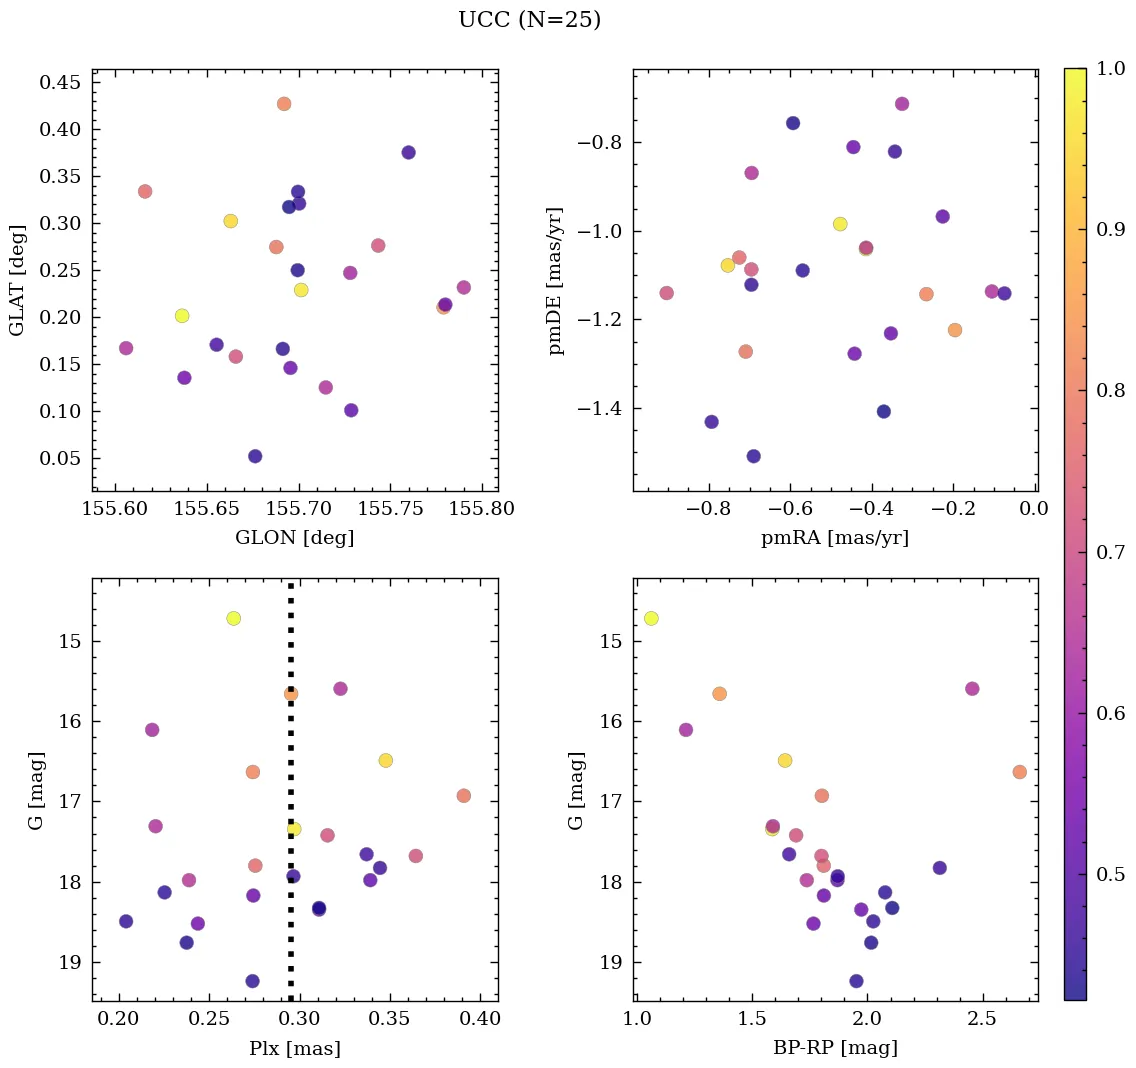 UCC (N=25)
0.45
0.40
0.35
0.30
0.25
0.20
0.15
0.10
0.05
GLAT [deg]
155.60 155.65 155.70 155.75 155.80
GLON [deg]
−0.8
−1.0
−1.2
−1.4
pmDE [mas/yr]
−0.8 −0.6 −0.4 −0.2 0.0
pmRA [mas/yr]
15
16
17
18
19
G [mag]
0.20 0.25 0.30 0.35 0.40
Plx [mas]
15
16
17
18
19
G [mag]
1.0 1.5 2.0 2.5
BP-RP [mag]
1.0
0.9
0.8
0.7
0.6
0.5